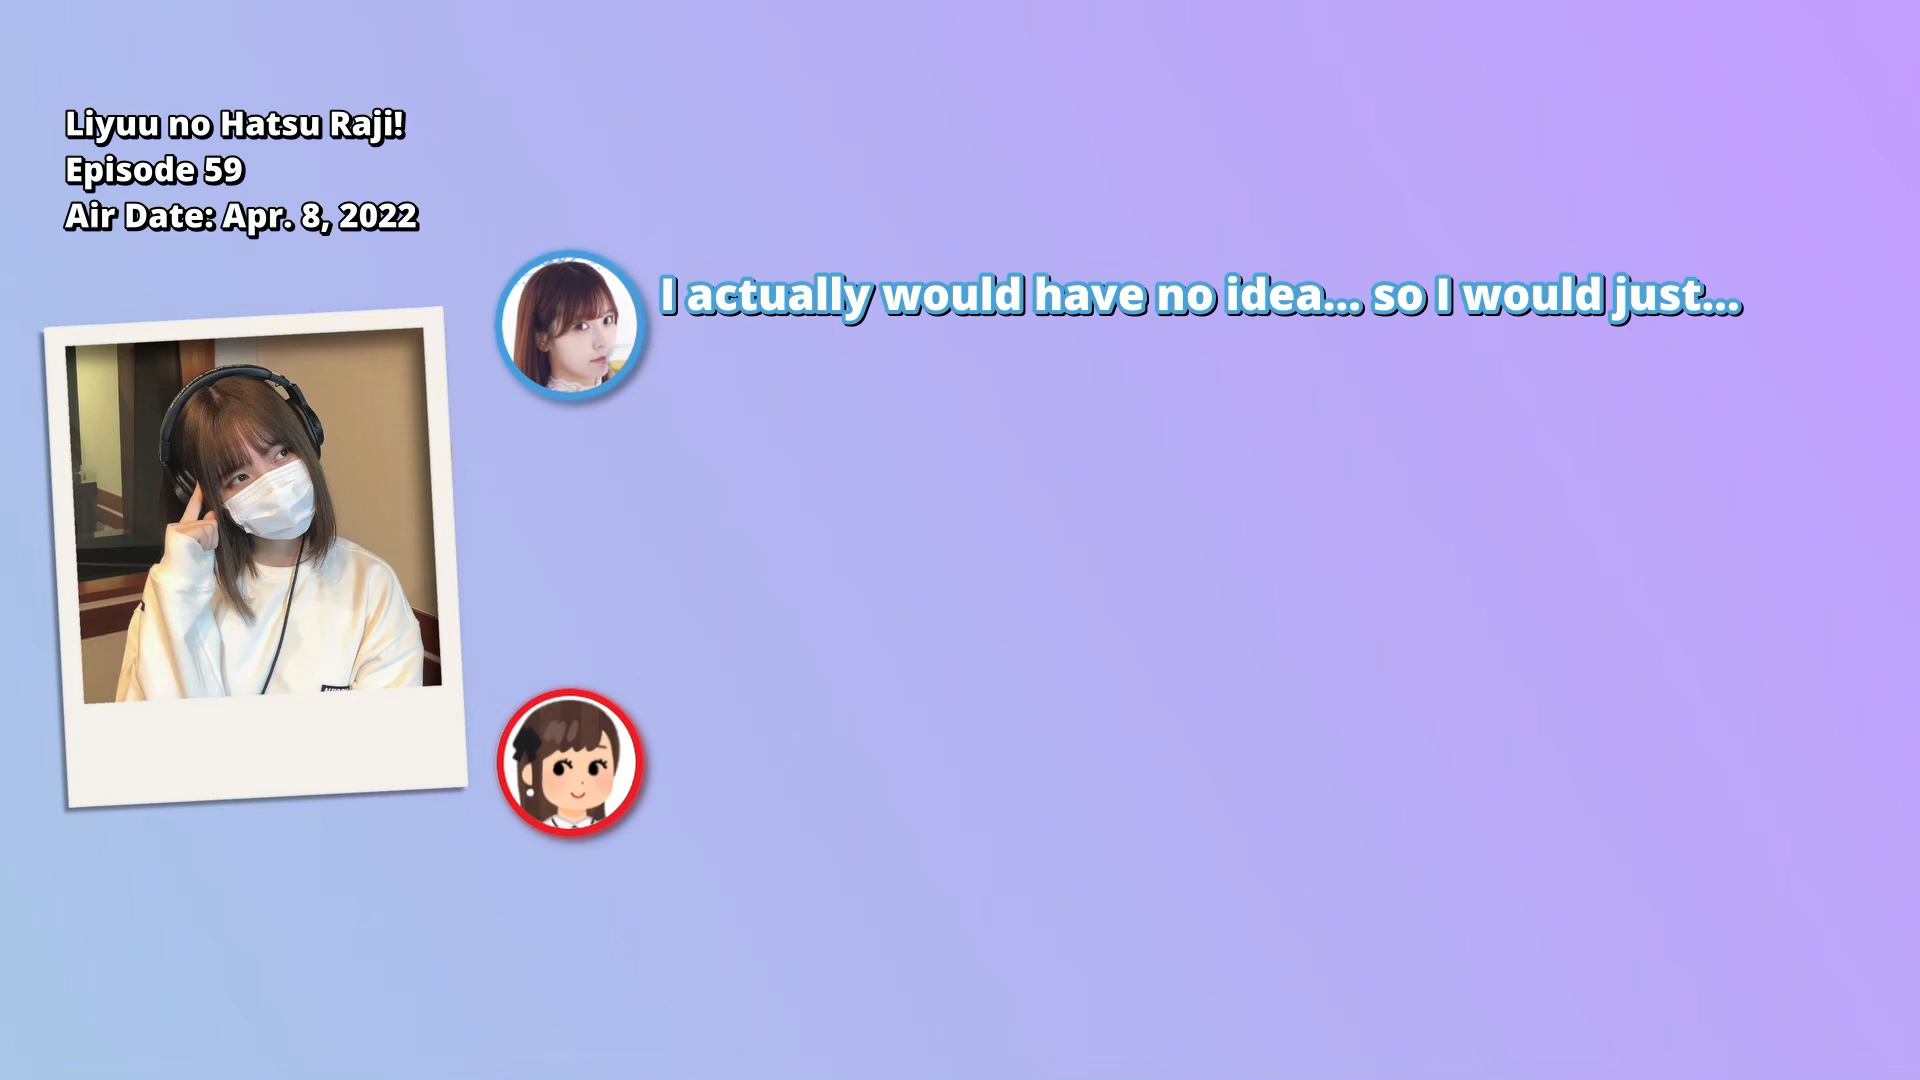 Liyuu no Hatsu Raji!
Episode 59
Air Date: Apr. 8, 2022
I actually would have no idea... so I would just...